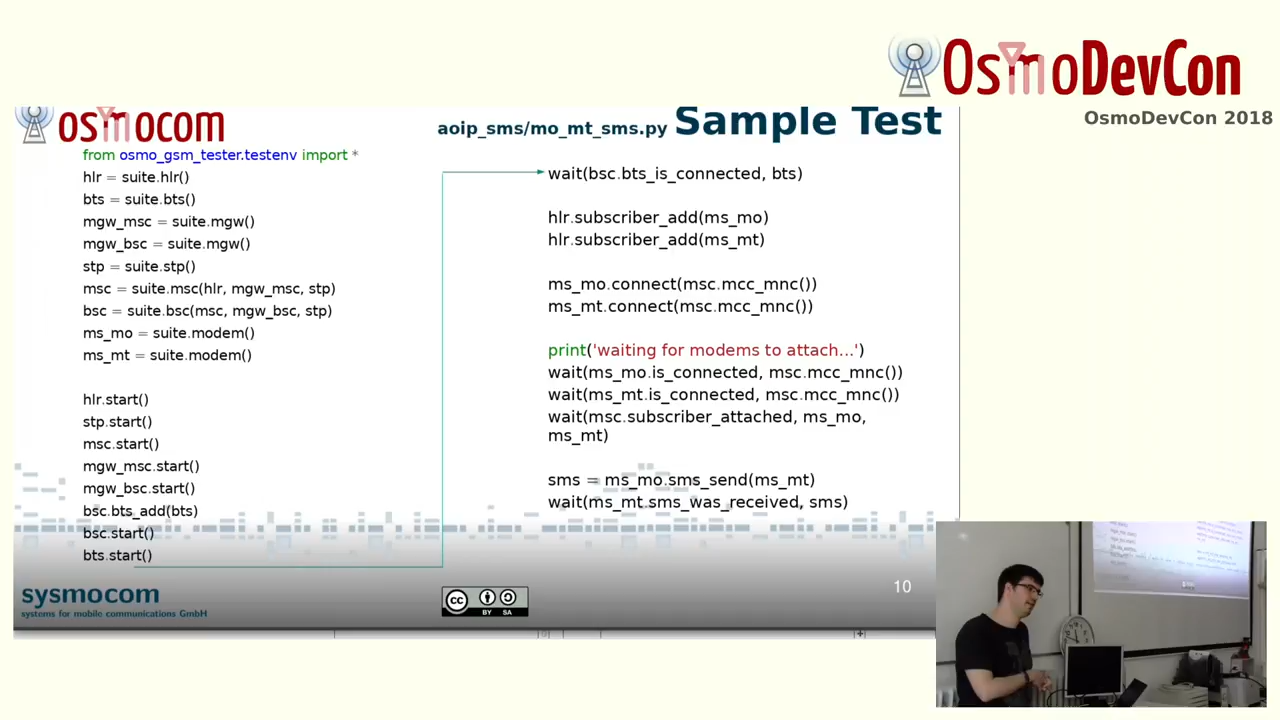 OsmoDevCon
OsmoDevCon 2018
osmocom
aoip_sms/mo_mt_sms.py Sample Test
from osmo_gsm_tester.testenv import *
hlr = suite.hlr()
bts = suite.bts()
mgw_msc = suite.mgw()
mgw_bsc = suite.mgw()
stp = suite.stp()
msc = suite.msc(hlr, mgw_msc, stp)
bsc = suite.bsc(msc, mgw_bsc, stp)
ms_mo = suite.modem()
ms_mt = suite.modem()
hlr.start()
stp.start()
msc.start()
mgw_msc.start()
mgw_bsc.start()
bsc.bts_add(bts)
bsc.start()
bts.start()
wait(bsc.bts_is_connected, bts)
hlr.subscriber_add(ms_mo)
hlr.subscriber_add(ms_mt)
ms_mo.connect(msc.mcc_mnc())
ms_mt.connect(msc.mcc_mnc())
print('waiting for modems to attach...')
wait(ms_mo.is_connected, msc.mcc_mnc())
wait(ms_mt.is_connected, msc.mcc_mnc())
wait(msc.subscriber_attached, ms_mo,
ms_mt)
sms = ms_mo.sms_send(ms_mt)
wait(ms_mt.sms_was_received, sms)
sysmocom
systems for mobile communications GmbH
cc
BY SA
10